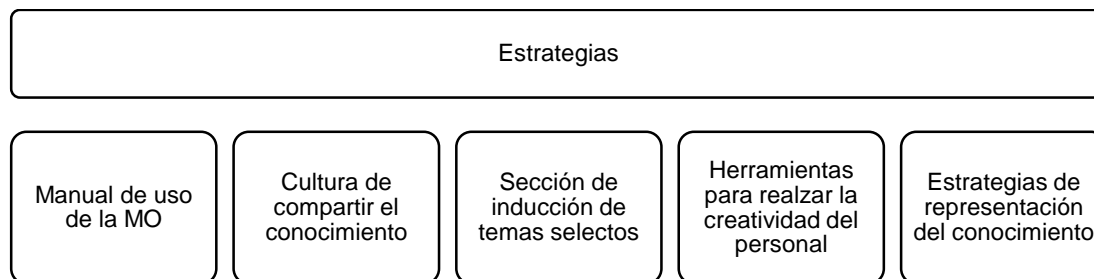 Estrategias
Manual de uso
de la MO
Cultura de
compartir el
conocimiento
Sección de
inducción de
temas selectos
Herramientas
para realzar la
creatividad del
personal
Estrategias de
representación
del conocimiento